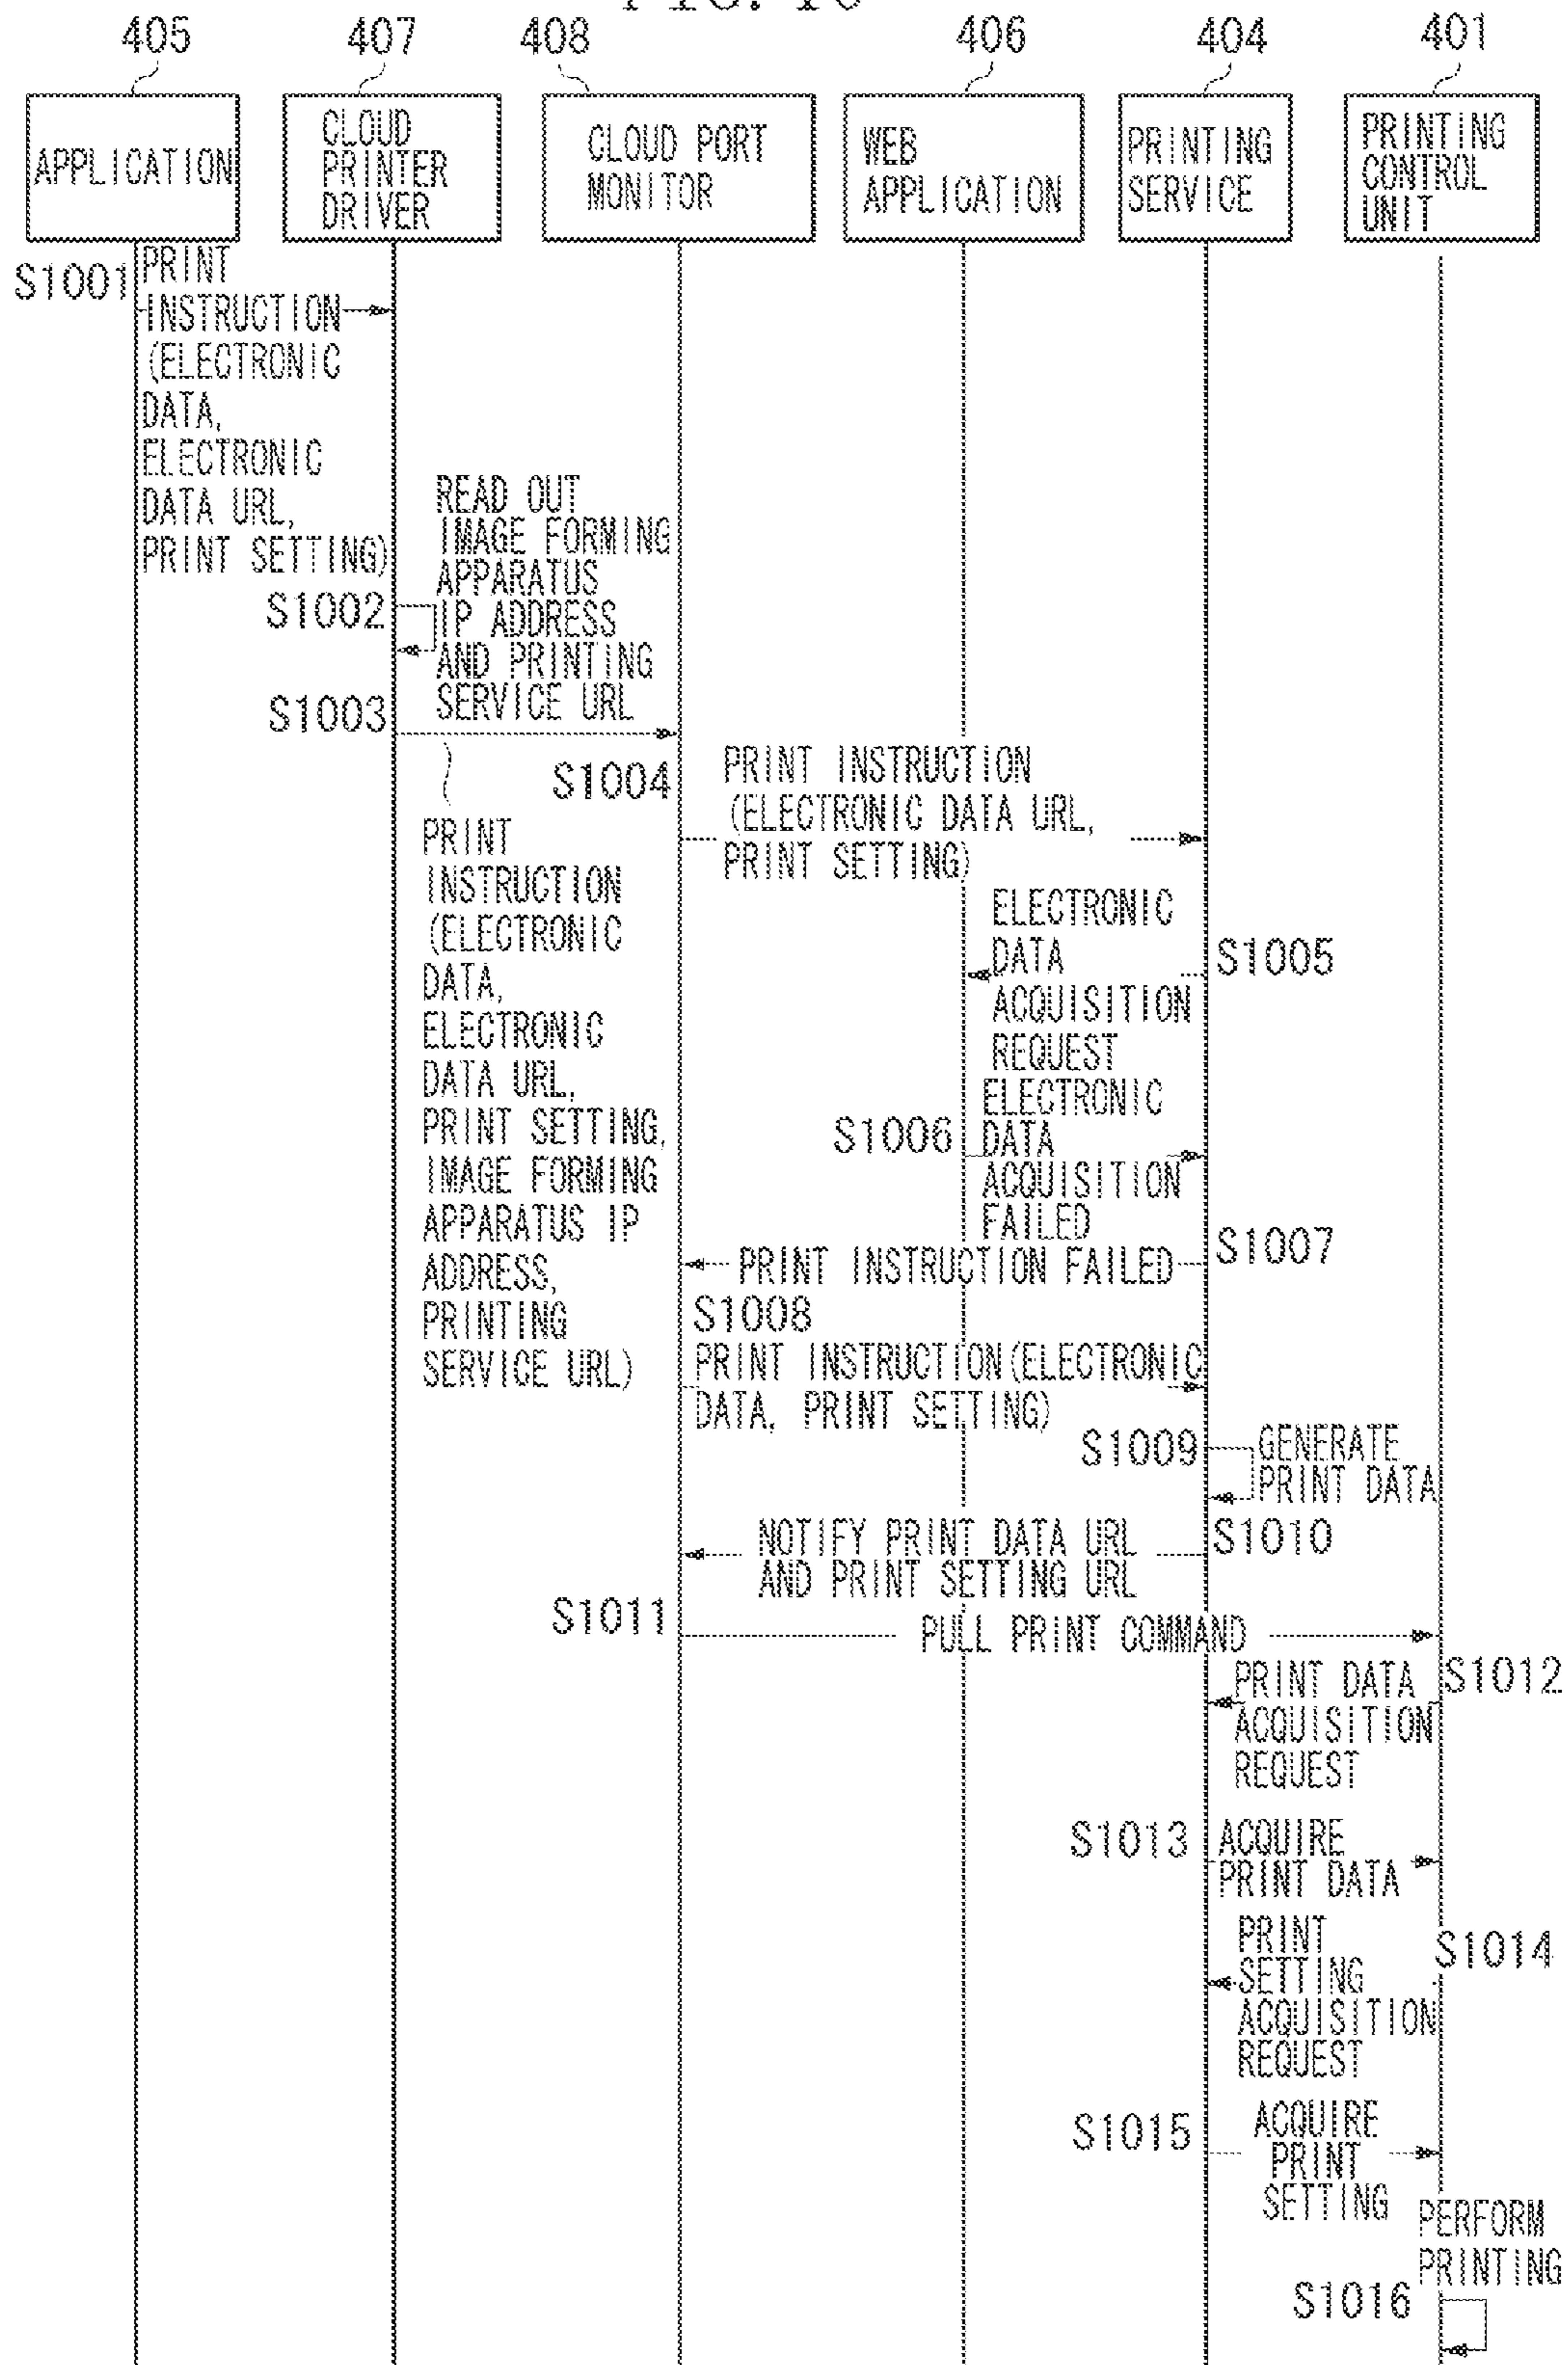 FIG. 10
405
407
408
406
404
401
APPLICATION
CLOUD
PRINTER
DRIVER
CLOUD PORT
MONITOR
WEB
APPLICATION
PRINTING
SERVICE
PRINTING
CONTROL
UNIT
S1001
PRINT
INSTRUCTION
(ELECTRONIC
DATA,
ELECTRONIC
DATA URL,
PRINT SETTING)
S1002
READ OUT
IMAGE FORMING
APPARATUS
IP ADDRESS
AND PRINTING
SERVICE URL
S1003
PRINT
INSTRUCTION
(ELECTRONIC
DATA,
ELECTRONIC
DATA URL,
PRINT SETTING,
IMAGE FORMING
APPARATUS IP
ADDRESS,
PRINTING
SERVICE URL)
S1004
PRINT INSTRUCTION
(ELECTRONIC DATA URL,
PRINT SETTING)
S1005
ELECTRONIC
DATA
ACQUISITION
REQUEST
S1006
ELECTRONIC
DATA
ACQUISITION
FAILED
S1007
PRINT INSTRUCTION FAILED
S1008
PRINT INSTRUCTION(ELECTRONIC
DATA, PRINT SETTING)
S1009
GENERATE
PRINT DATA
S1010
NOTIFY PRINT DATA URL
AND PRINT SETTING URL
S1011
PULL PRINT COMMAND
S1012
PRINT DATA
ACQUISITION
REQUEST
S1013
ACQUIRE
PRINT DATA
S1014
PRINT
SETTING
ACQUISITION
REQUEST
S1015
ACQUIRE
PRINT
SETTING
PERFORM
PRINTING
S1016